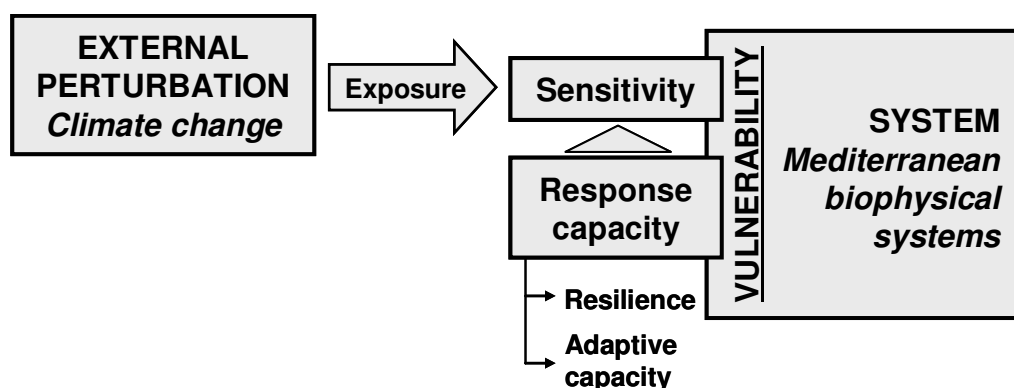 EXTERNAL
PERTURBATION
Climate change
Exposure
Sensitivity
Response
capacity
Resilience
Adaptive
capacity
VULNERABILITY
SYSTEM
Mediterranean
biophysical
systems